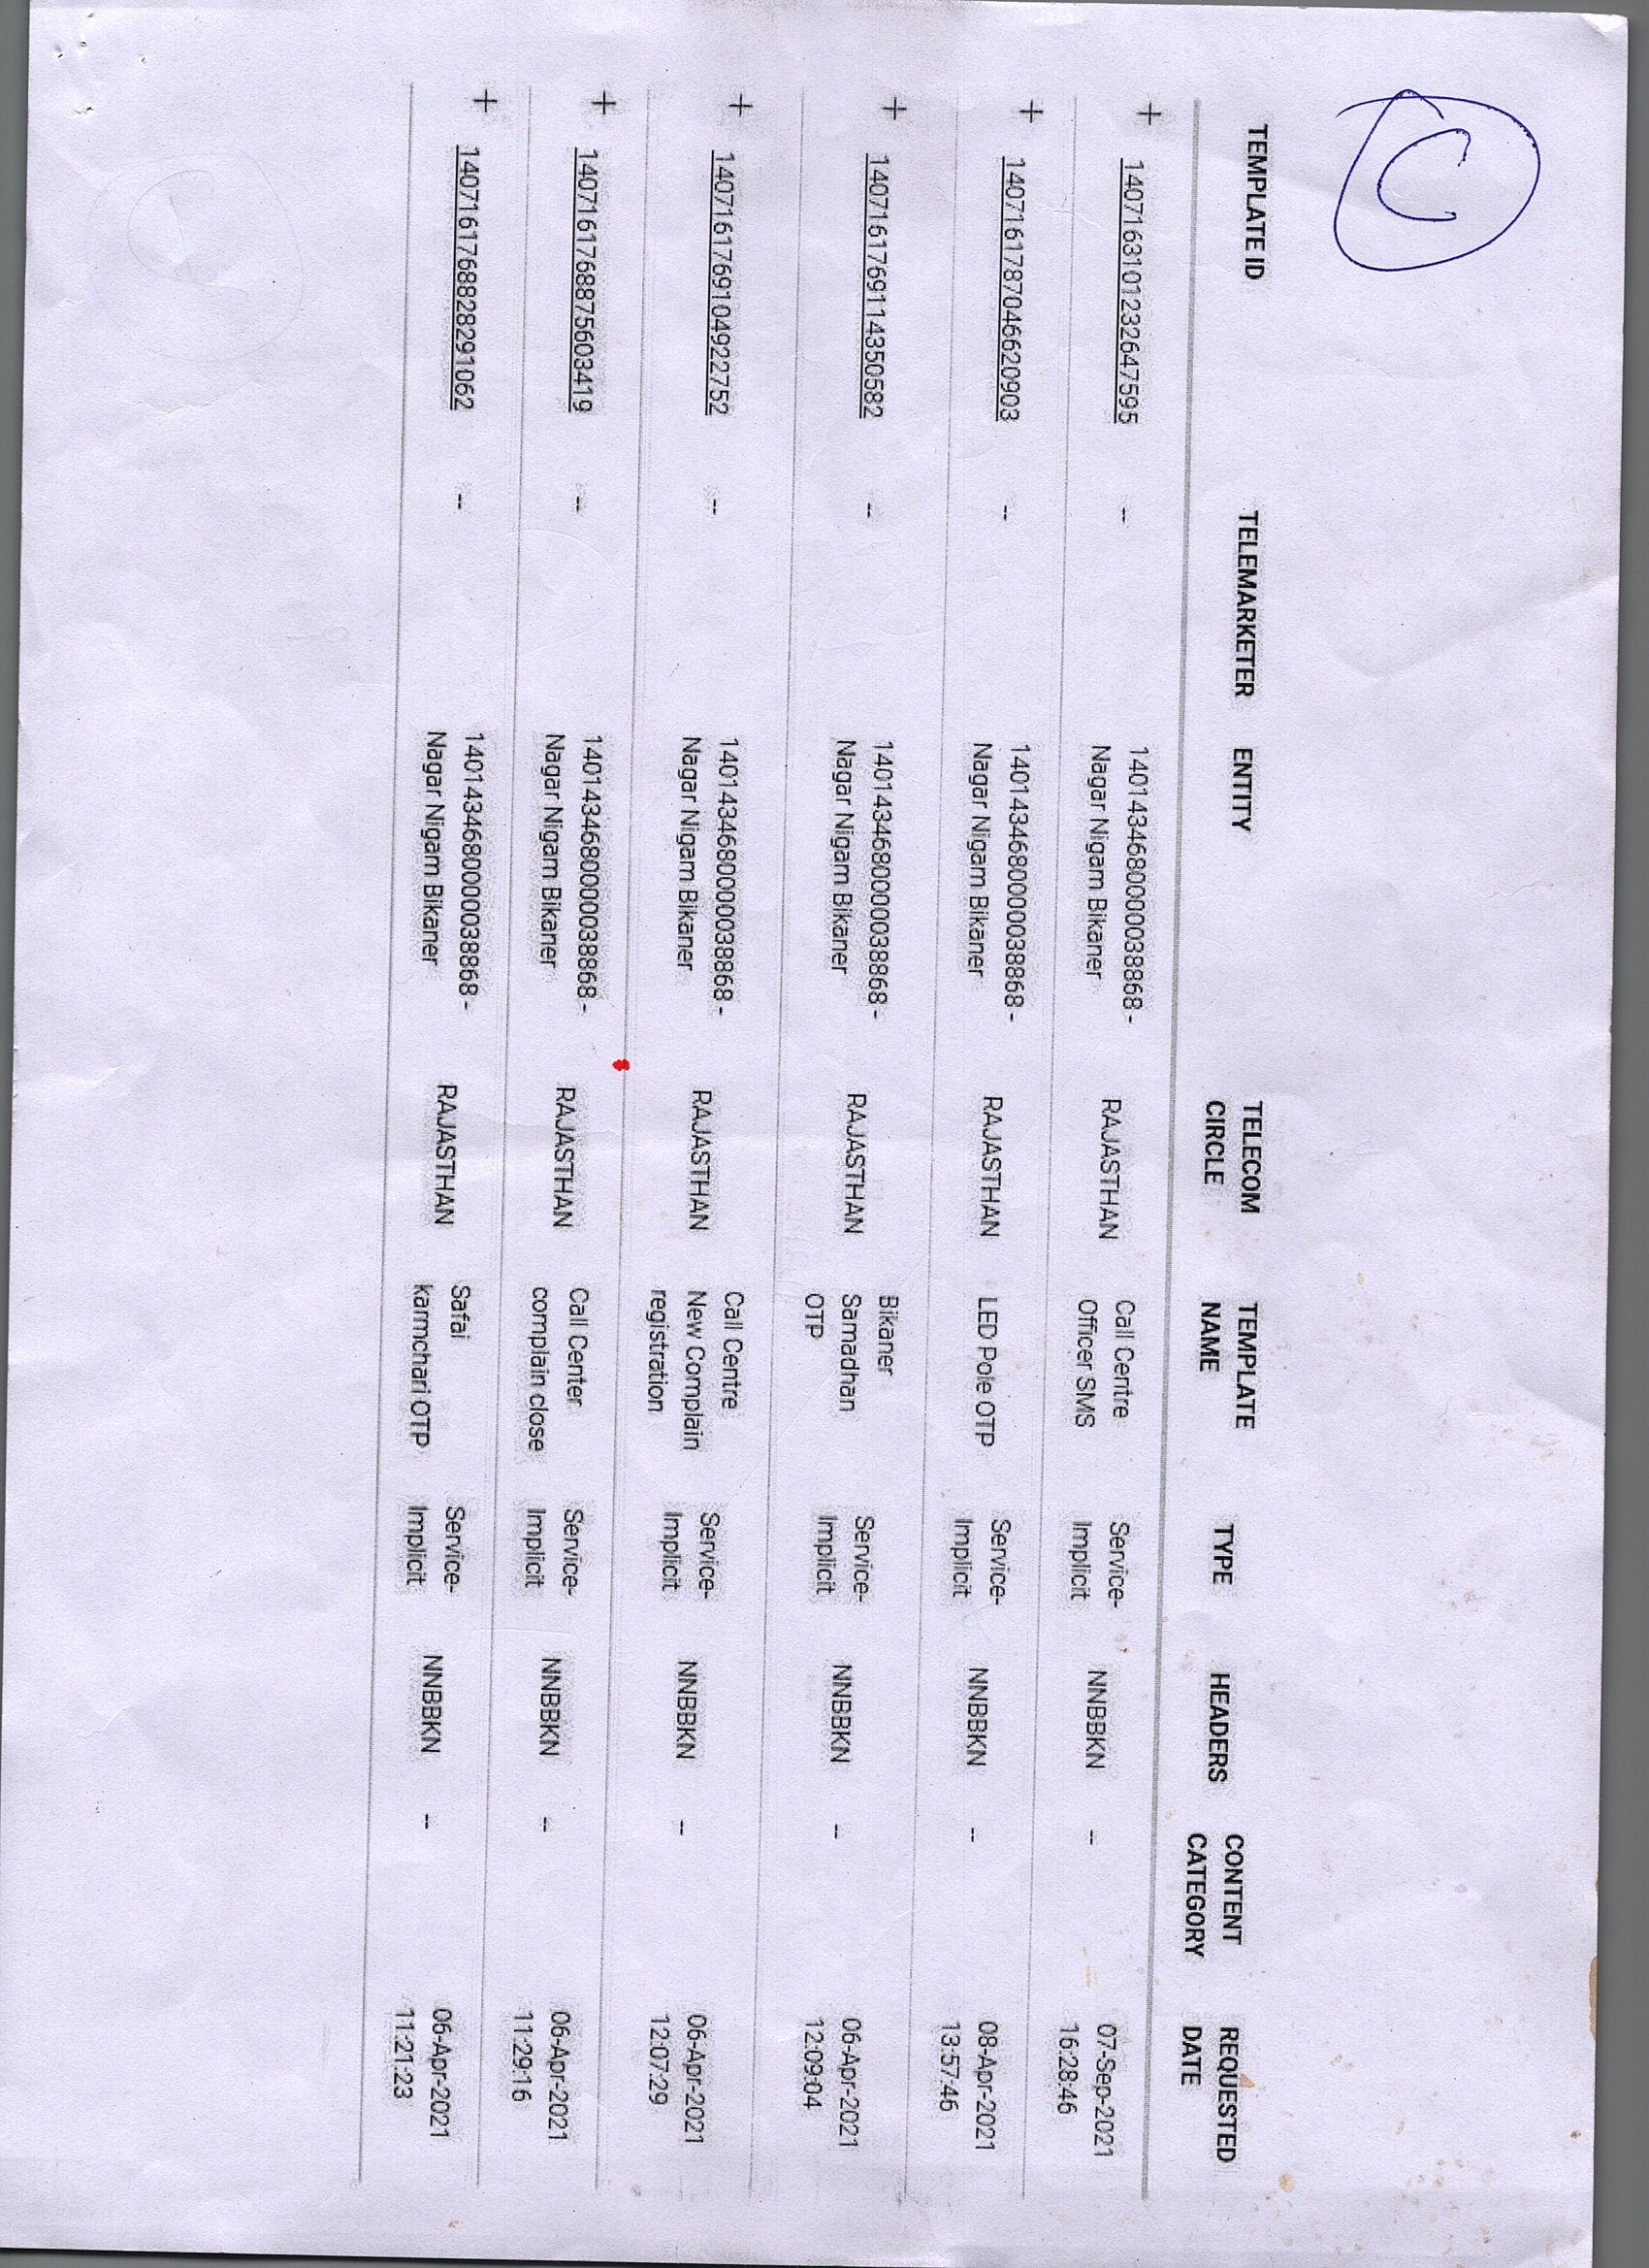 C
TEMPLATE ID TELEMARKETER ENTITY TELECOM CIRCLE TEMPLATE NAME TYPE HEADERS CONTENT CATEGORY REQUESTED DATE
+ 1407163101232647595 -- 1401434680000038868 - Nagar Nigam Bikaner RAJASTHAN Call Centre Officer SMS Service-Implicit NNBBKN -- 07-Sep-2021 16:28:46
+ 1407161787046620903 -- 1401434680000038868 - Nagar Nigam Bikaner RAJASTHAN LED Pole OTP Service-Implicit NNBBKN -- 08-Apr-2021 13:57:46
+ 1407161769114350582 -- 1401434680000038868 - Nagar Nigam Bikaner RAJASTHAN Bikaner Samadhan OTP Service-Implicit NNBBKN -- 06-Apr-2021 12:09:04
+ 1407161769104922752 -- 1401434680000038868 - Nagar Nigam Bikaner RAJASTHAN Call Centre New Complain registration Service-Implicit NNBBKN -- 06-Apr-2021 12:07:29
+ 1407161768875603419 -- 1401434680000038868 - Nagar Nigam Bikaner RAJASTHAN Call Center complain close Service-Implicit NNBBKN -- 06-Apr-2021 11:29:16
+ 1407161768828291062 -- 1401434680000038868 - Nagar Nigam Bikaner RAJASTHAN Safai karmchari OTP Service-Implicit NNBBKN -- 06-Apr-2021 11:21:23